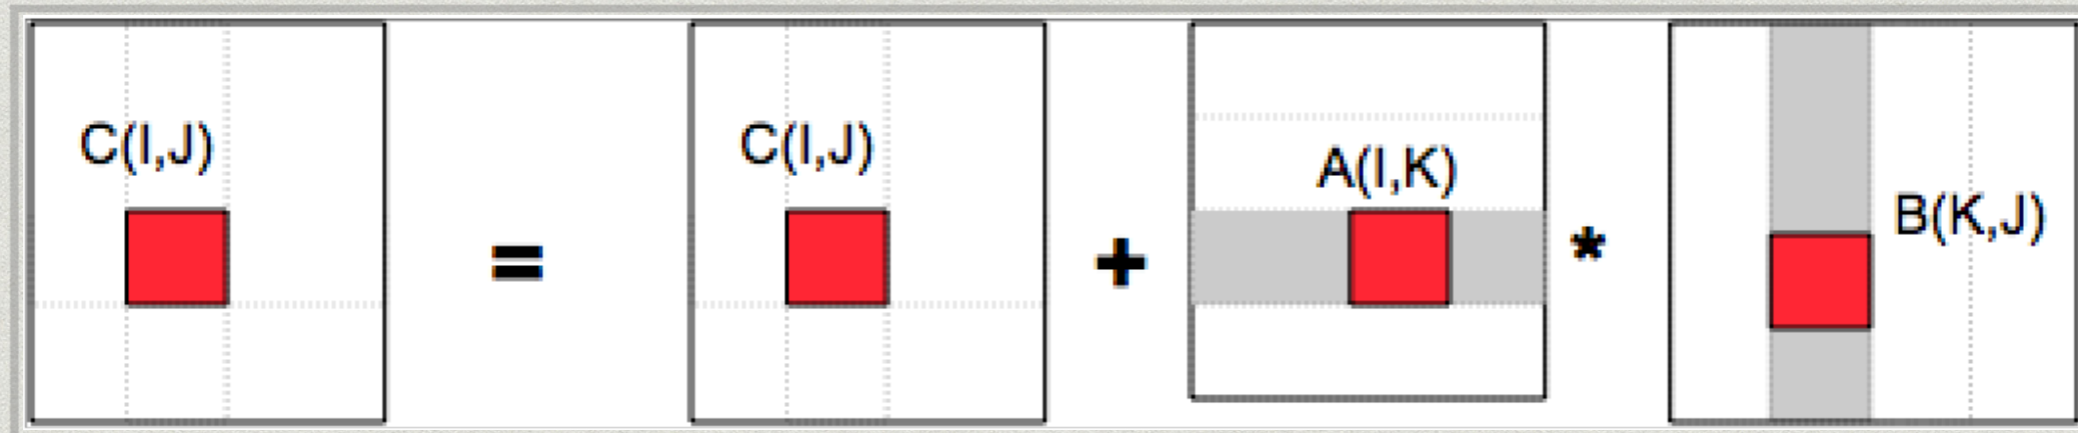 C(I,J) = C(I,J) + A(I,K) * B(K,J)